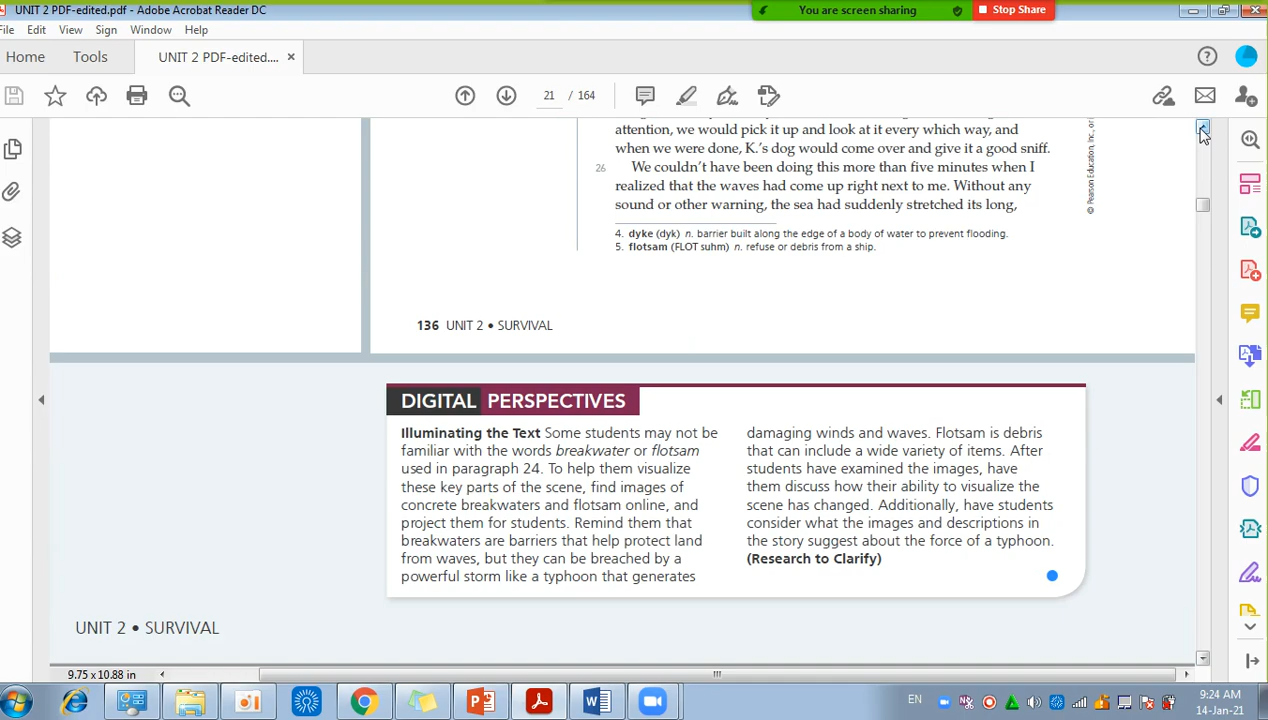 UNIT 2 PDF-edited.pdf - Adobe Acrobat Reader DC
You are screen sharing
Stop Share
File Edit View Sign Window Help
Home Tools UNIT 2 PDF-edited.... ×
21 / 164
attention, we would pick it up and look at it every which way, and
when we were done, K.'s dog would come over and give it a good sniff.
26 We couldn't have been doing this more than five minutes when I
realized that the waves had come up right next to me. Without any
sound or other warning, the sea had suddenly stretched its long,
4. dyke (dyk) n. barrier built along the edge of a body of water to prevent flooding.
5. flotsam (FLOT suhm) n. refuse or debris from a ship.
© Pearson Education, Inc., or
136 UNIT 2 • SURVIVAL
DIGITAL PERSPECTIVES
Illuminating the Text Some students may not be
familiar with the words breakwater or flotsam
used in paragraph 24. To help them visualize
these key parts of the scene, find images of
concrete breakwaters and flotsam online, and
project them for students. Remind them that
breakwaters are barriers that help protect land
from waves, but they can be breached by a
powerful storm like a typhoon that generates
damaging winds and waves. Flotsam is debris
that can include a wide variety of items. After
students have examined the images, have
them discuss how their ability to visualize the
scene has changed. Additionally, have students
consider what the images and descriptions in
the story suggest about the force of a typhoon.
(Research to Clarify)
UNIT 2 • SURVIVAL
9.75 x 10.88 in
EN
9:24 AM
14-Jan-21